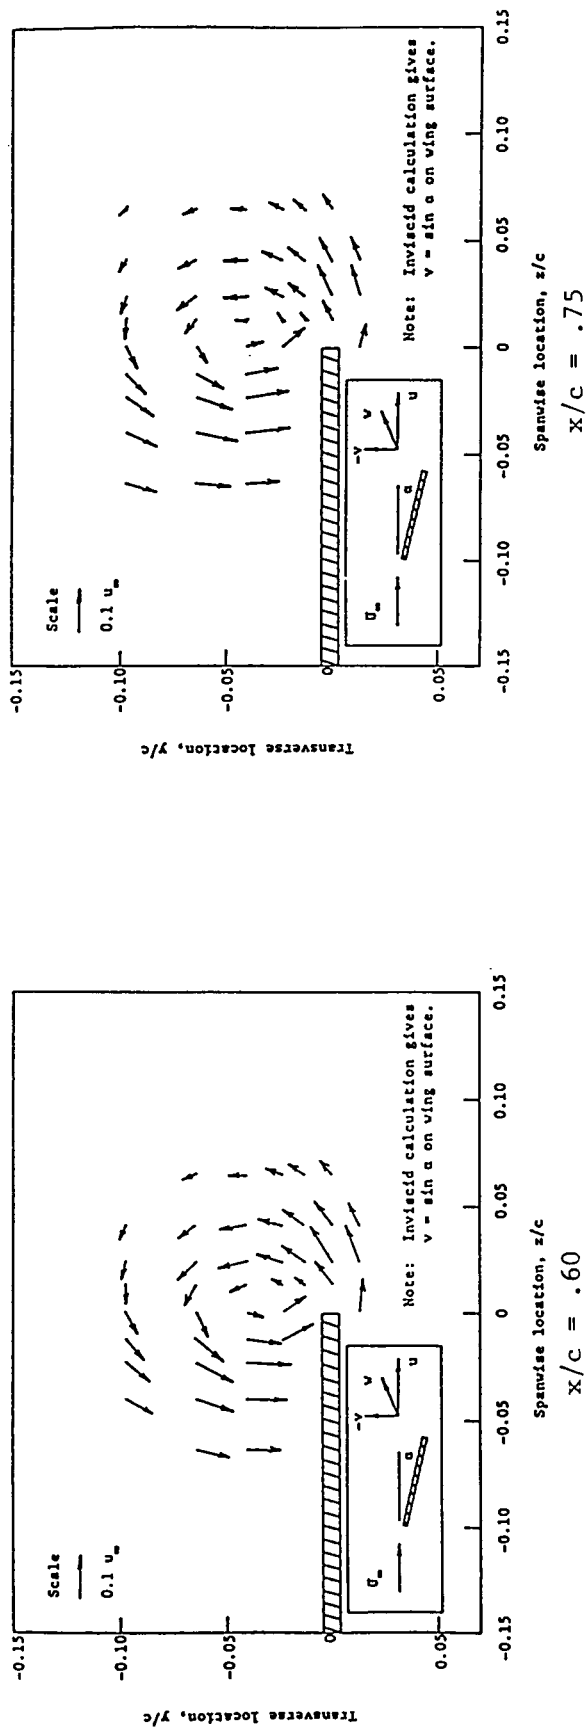 -0.15
-0.10
-0.05
0
0.05
Transverse location, y/c
Scale
0.1 u∞
Note: Inviscid calculation gives
v = sin α on wing surface.
U∞
α
-v
w
u
-0.15
-0.10
-0.05
0
0.05
0.10
0.15
Spanwise location, z/c
x/c = .60
-0.15
-0.10
-0.05
0
0.05
Transverse location, y/c
Scale
0.1 u∞
Note: Inviscid calculation gives
v = sin α on wing surface.
U∞
α
-v
w
u
-0.15
-0.10
-0.05
0
0.05
0.10
0.15
Spanwise location, z/c
x/c = .75